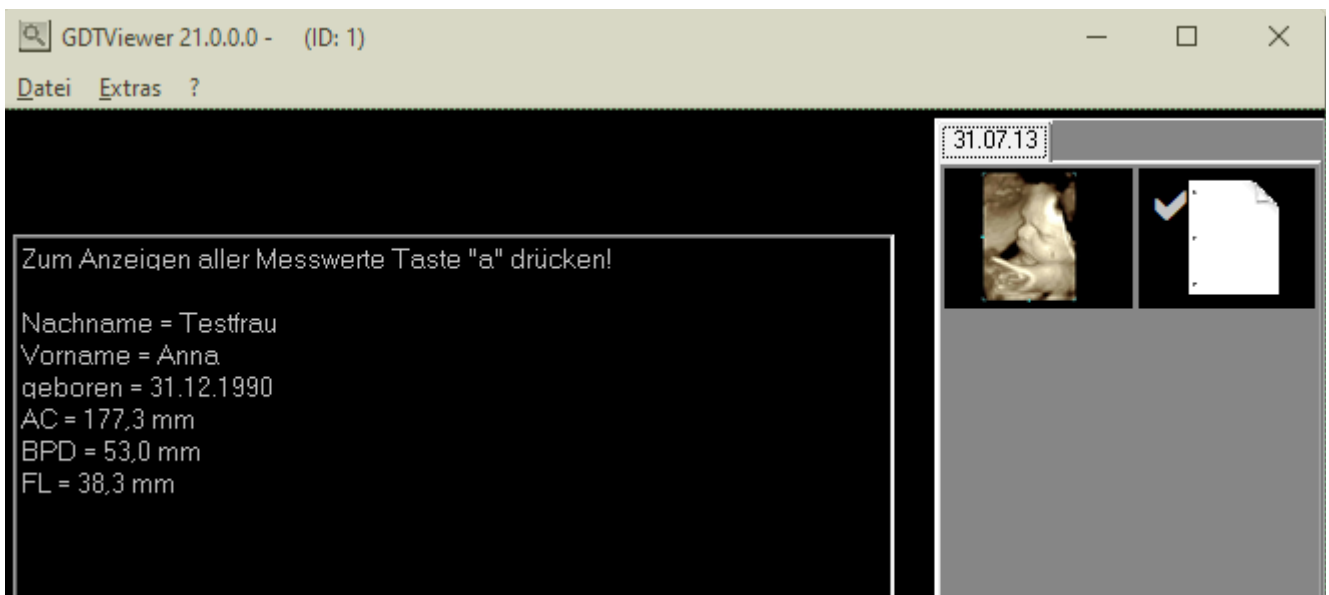 GDTViewer 21.0.0.0 - (ID: 1)
Datei Extras ?
31.07.13
Zum Anzeigen aller Messwerte Taste "a" drücken!
Nachname = Testfrau
Vorname = Anna
geboren = 31.12.1990
AC = 177,3 mm
BPD = 53,0 mm
FL = 38,3 mm